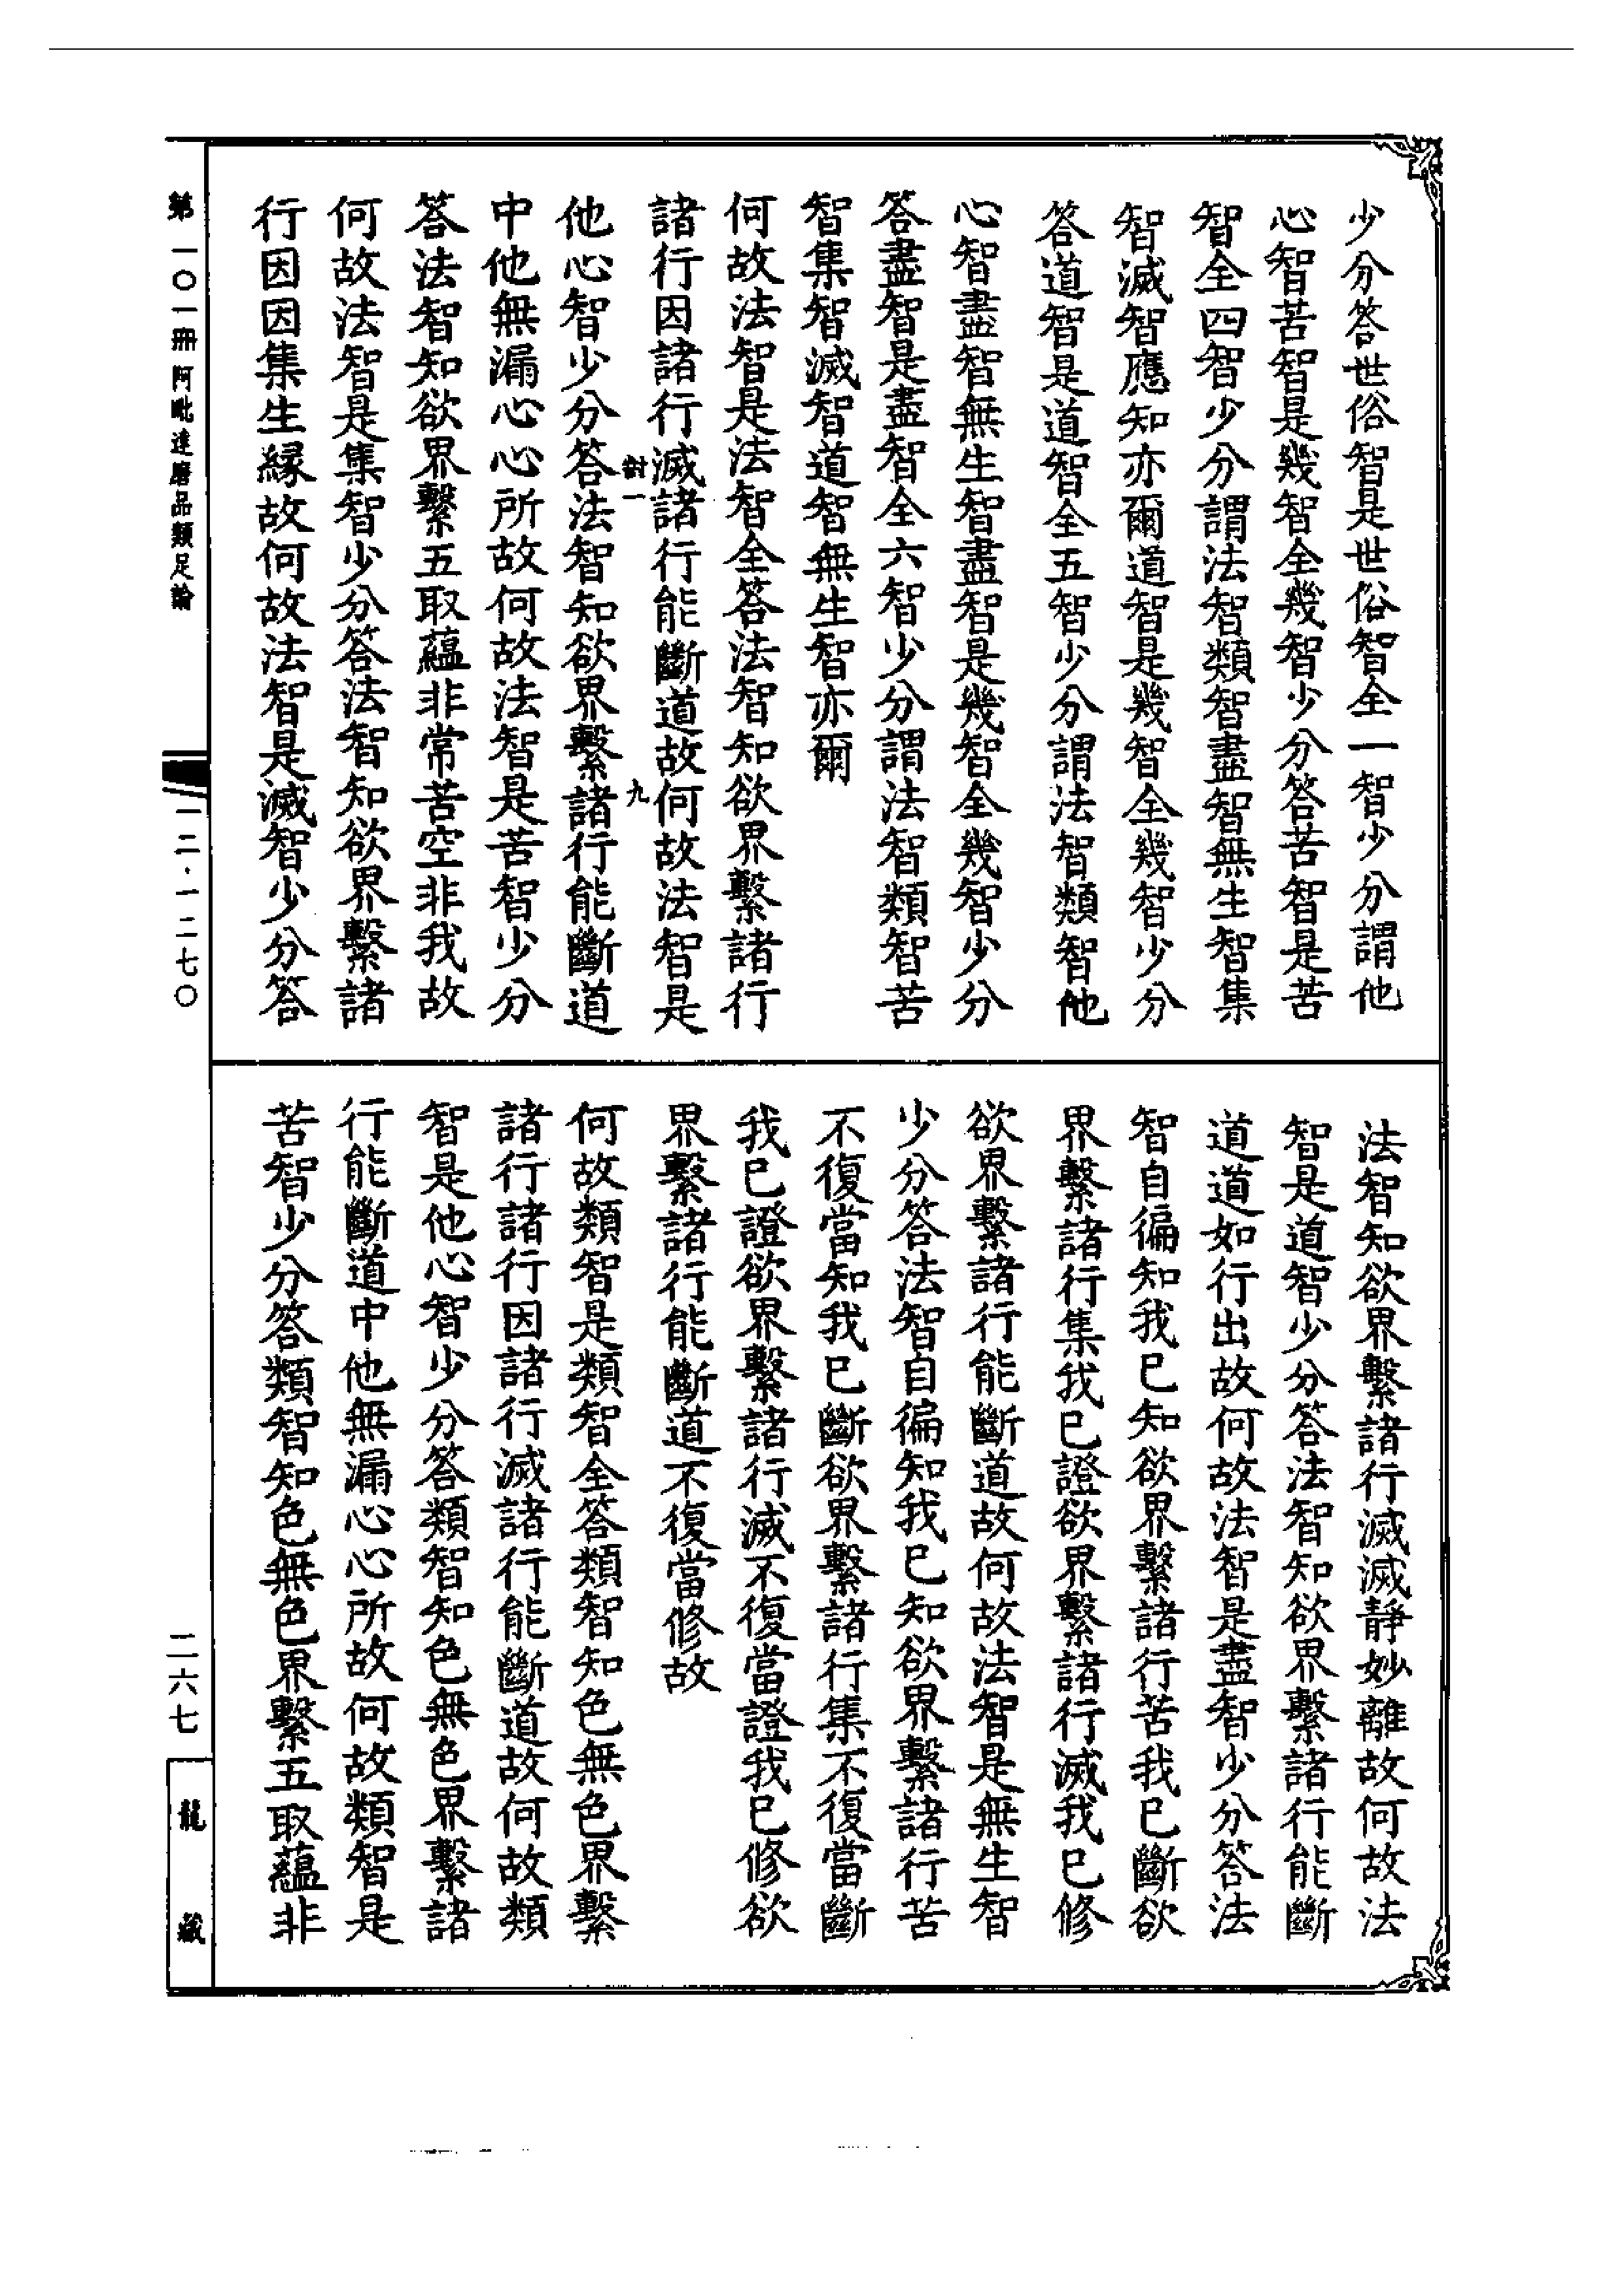 少分答世俗智是世俗智全一智少分謂他
心智苦智是幾智全幾智少分答苦智是苦
智全四智少分謂法智類智盡智無生智集
智滅智應知亦爾道智是幾智全幾智少分
答道智是道智全五智少分謂法智類智他
心智盡智無生智盡智是幾智全幾智少分
答盡智是盡智全六智少分謂法智類智苦
智集智滅智道智無生智亦爾
何故法智是法智全答法智知欲界繫諸行
諸行因諸行滅諸行能斷道故何故法智是
他心智少分答法智知欲界繫諸行能斷道
中他無漏心心所故何故法智是苦智少分
答法智知欲界繫五取蘊非常苦空非我故
何故法智是集智少分答法智知欲界繫諸
行因因集生緣故何故法智是滅智少分答
法智知欲界繫諸行滅滅靜妙離故何故法
智是道智少分答法智知欲界繫諸行能斷
道道如行出故何故法智是盡智少分答法
智自徧知我已知欲界繫諸行苦我已斷欲
界繫諸行集我已證欲界繫諸行滅我已修
欲界繫諸行能斷道故何故法智是無生智
少分答法智自徧知我已知欲界繫諸行苦
不復當知我已斷欲界繫諸行集不復當斷
我已證欲界繫諸行滅不復當證我已修欲
界繫諸行能斷道不復當修故
何故類智是類智全答類智知色無色界繫
諸行諸行因諸行滅諸行能斷道故何故類
智是他心智少分答類智知色無色界繫諸
行能斷道中他無漏心心所故何故類智是
苦智少分答類智知色無色界繫五取蘊非
第一〇一冊 阿毗達磨品類足論
一二·一二七〇
二六七
龍藏
封一
九